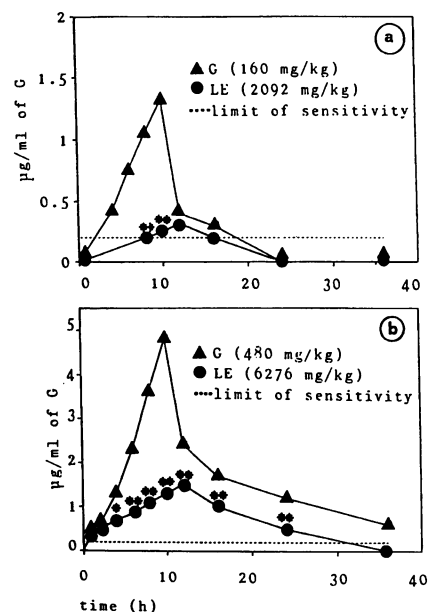 a
2
1.5
1
0.5
0
µg/ml of G
G (160 mg/kg)
LE (2092 mg/kg)
limit of sensitivity
**
**
0 10 20 30 40
b
5
4
3
2
1
0
µg/ml of G
G (480 mg/kg)
LE (6276 mg/kg)
limit of sensitivity
*
**
**
**
**
**
**
0 10 20 30 40
time (h)